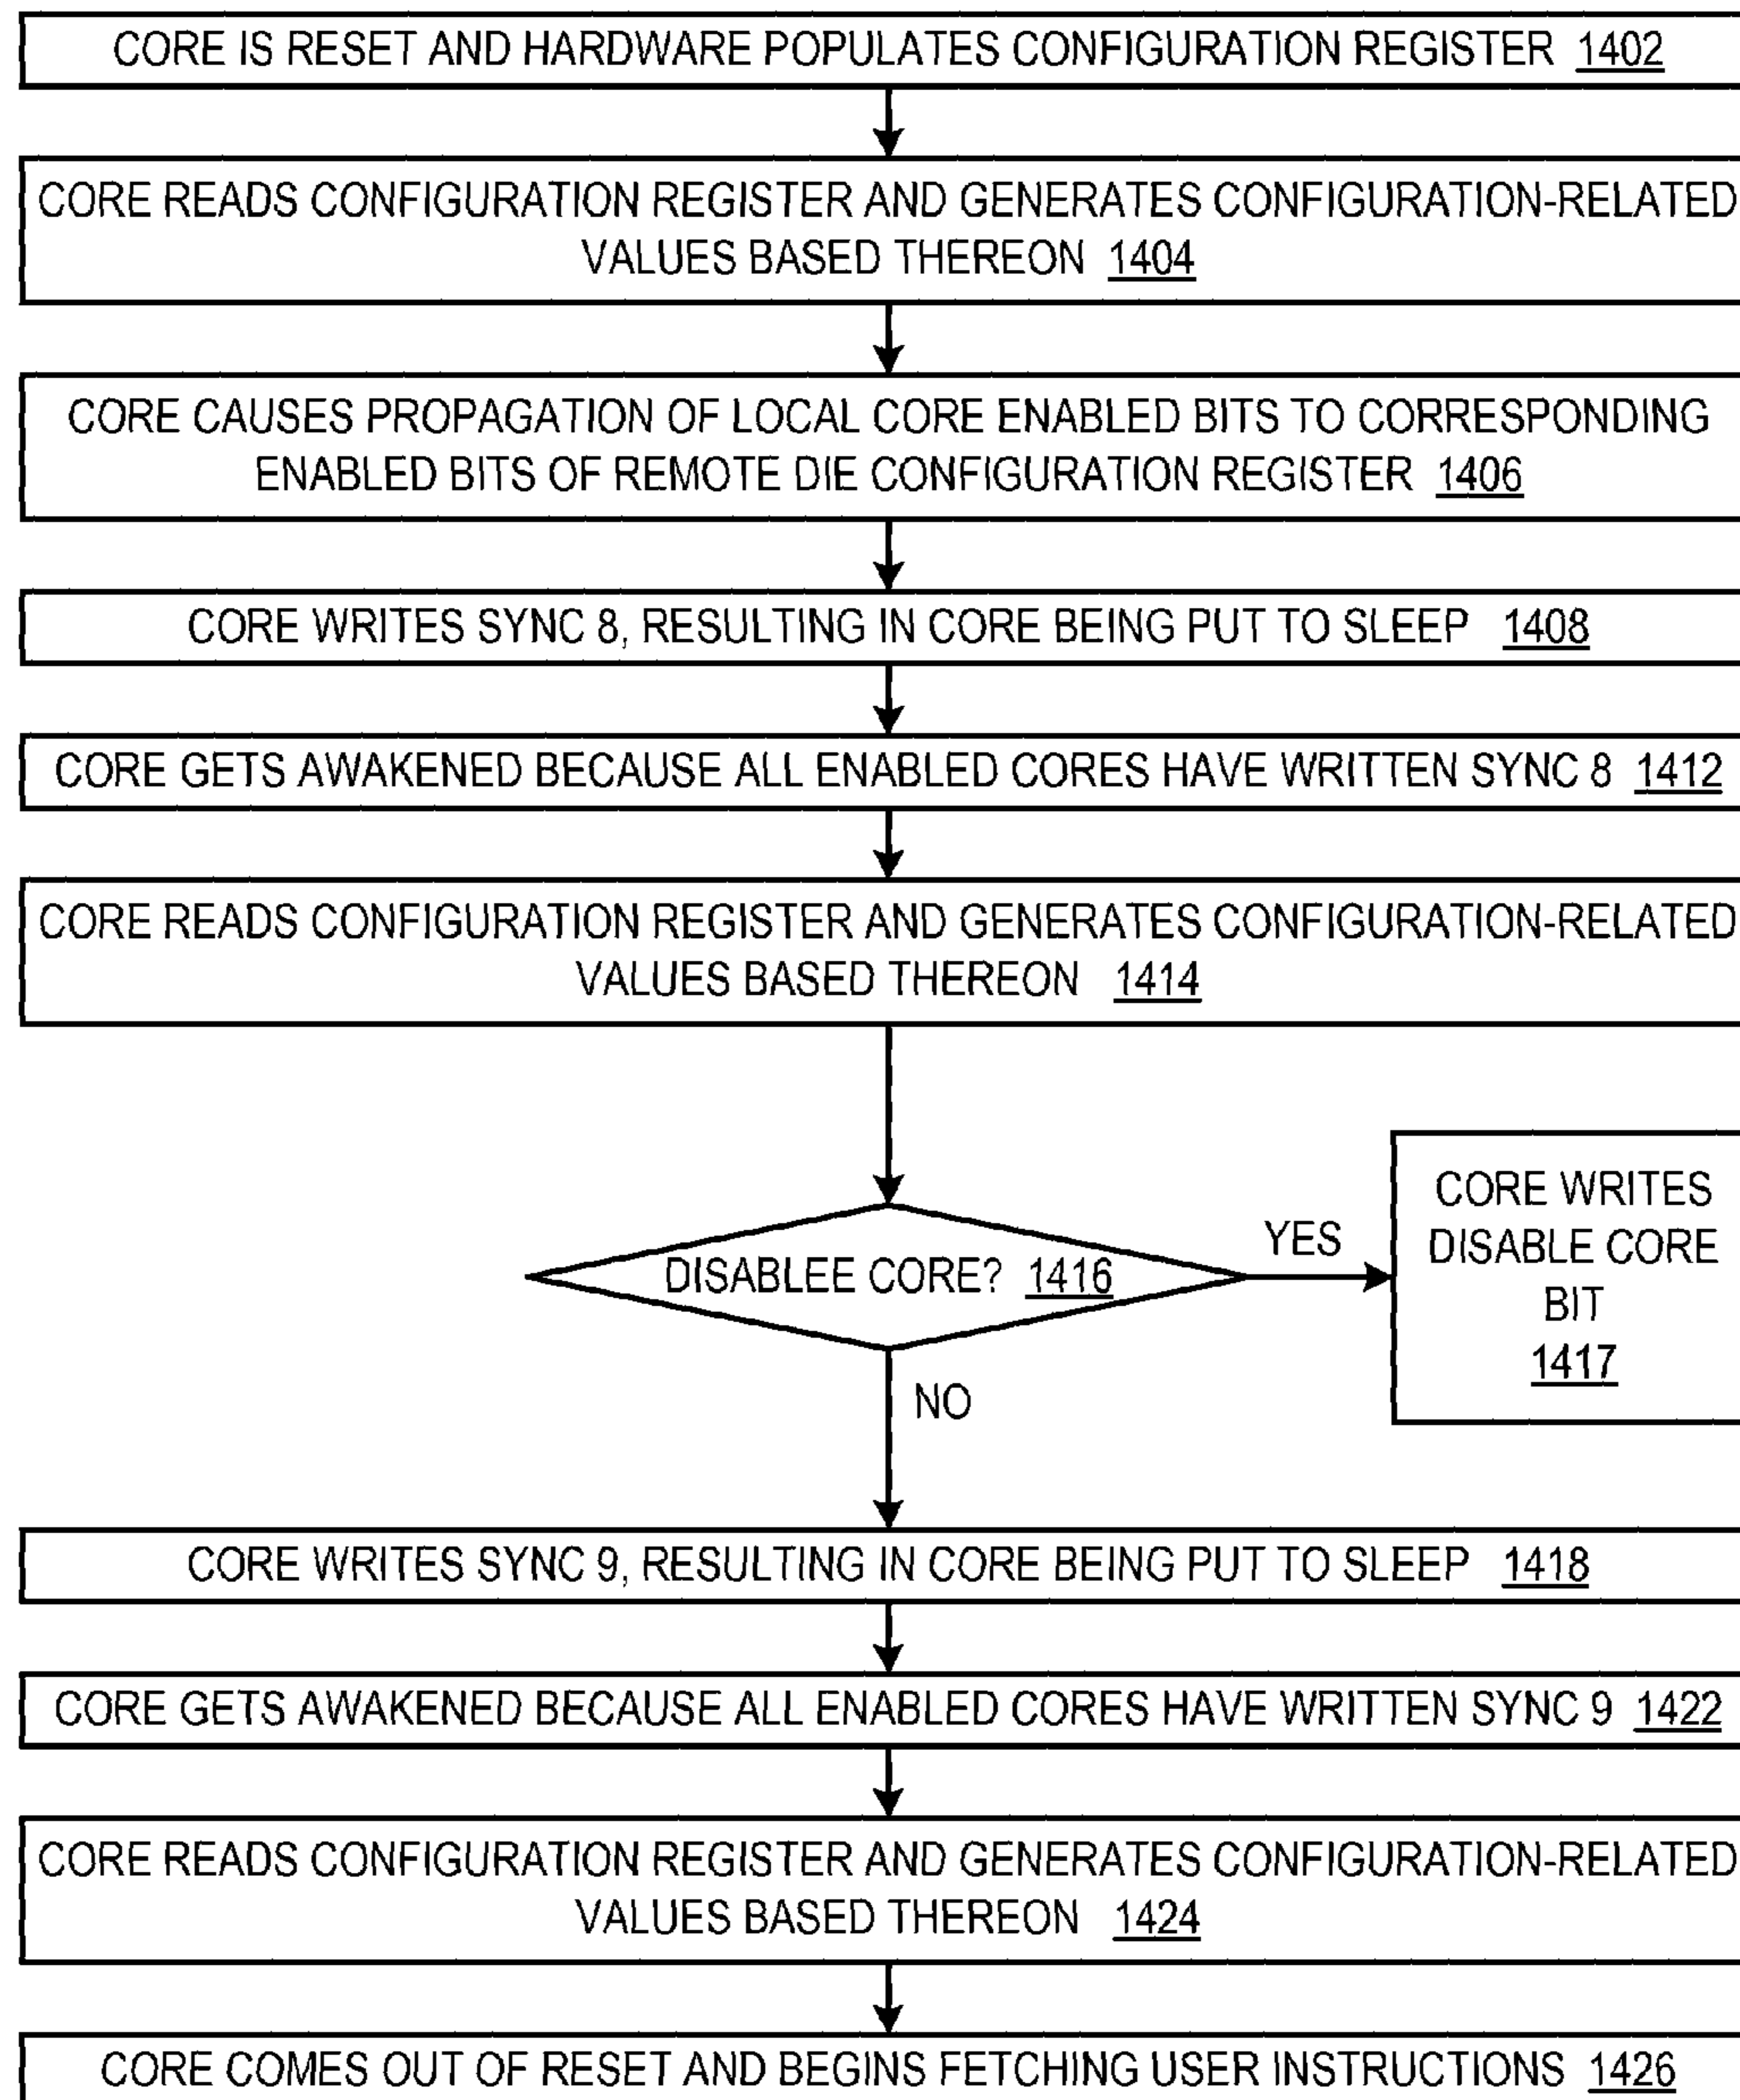 CORE IS RESET AND HARDWARE POPULATES CONFIGURATION REGISTER 1402
CORE READS CONFIGURATION REGISTER AND GENERATES CONFIGURATION-RELATED
VALUES BASED THEREON 1404
CORE CAUSES PROPAGATION OF LOCAL CORE ENABLED BITS TO CORRESPONDING
ENABLED BITS OF REMOTE DIE CONFIGURATION REGISTER 1406
CORE WRITES SYNC 8, RESULTING IN CORE BEING PUT TO SLEEP 1408
CORE GETS AWAKENED BECAUSE ALL ENABLED CORES HAVE WRITTEN SYNC 8 1412
CORE READS CONFIGURATION REGISTER AND GENERATES CONFIGURATION-RELATED
VALUES BASED THEREON 1414
DISABLEE CORE? 1416
YES
CORE WRITES
DISABLE CORE
BIT
1417
NO
CORE WRITES SYNC 9, RESULTING IN CORE BEING PUT TO SLEEP 1418
CORE GETS AWAKENED BECAUSE ALL ENABLED CORES HAVE WRITTEN SYNC 9 1422
CORE READS CONFIGURATION REGISTER AND GENERATES CONFIGURATION-RELATED
VALUES BASED THEREON 1424
CORE COMES OUT OF RESET AND BEGINS FETCHING USER INSTRUCTIONS 1426